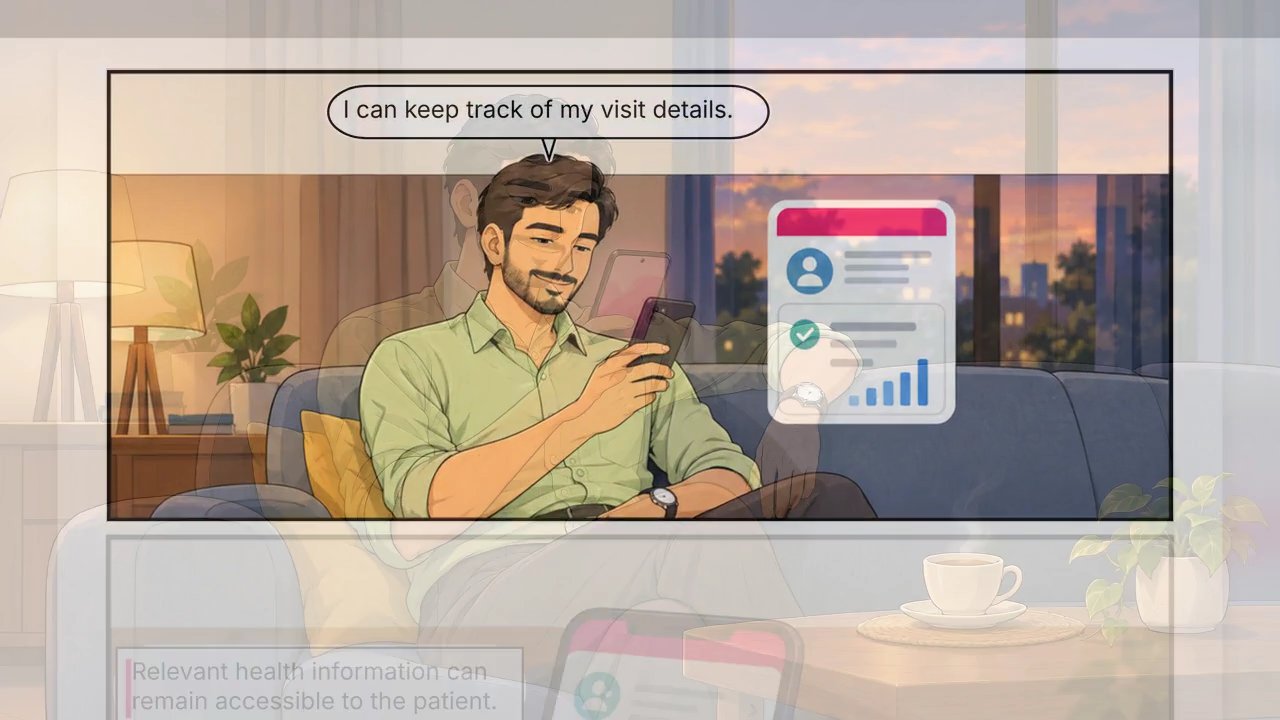 I can keep track of my visit details.
Relevant health information can
remain accessible to the patient.